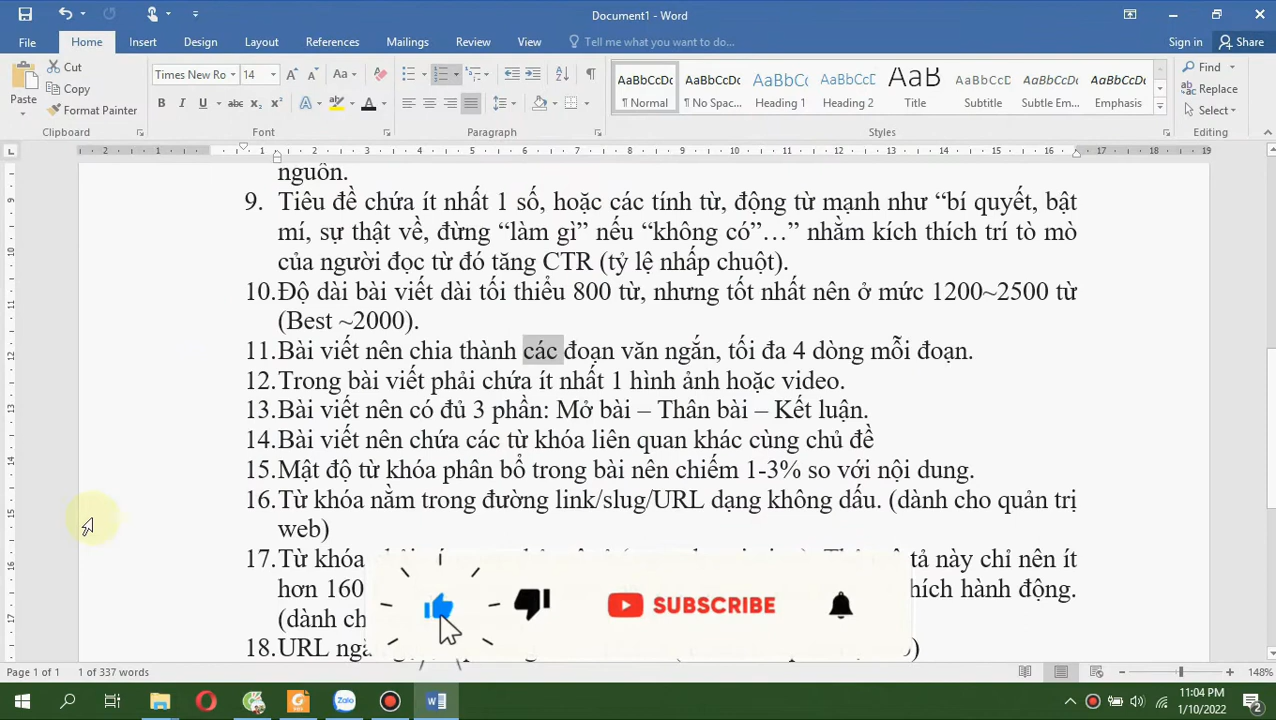 Document1 - Word
File Home Insert Design Layout References Mailings Review View Tell me what you want to do... Sign in Share
Cut
Copy
Format Painter
Paste
Times New Ro 14
AaBbCcDc AaBbCcDc AaBbCc AaBbCcD AaB AaBbCcD AaBbCcDc AaBbCcDc
¶ Normal ¶ No Spac... Heading 1 Heading 2 Title Subtitle Subtle Em... Emphasis
Find
Replace
Select
Clipboard Font Paragraph Styles Editing
nguồn.
9. Tiêu đề chứa ít nhất 1 số, hoặc các tính từ, động từ mạnh như “bí quyết, bật
mí, sự thật về, đừng “làm gì” nếu “không có”…” nhằm kích thích trí tò mò
của người đọc từ đó tăng CTR (tỷ lệ nhấp chuột).
10. Độ dài bài viết dài tối thiểu 800 từ, nhưng tốt nhất nên ở mức 1200~2500 từ
(Best ~2000).
11. Bài viết nên chia thành các đoạn văn ngắn, tối đa 4 dòng mỗi đoạn.
12. Trong bài viết phải chứa ít nhất 1 hình ảnh hoặc video.
13. Bài viết nên có đủ 3 phần: Mở bài – Thân bài – Kết luận.
14. Bài viết nên chứa các từ khóa liên quan khác cùng chủ đề
15. Mật độ từ khóa phân bổ trong bài nên chiếm 1-3% so với nội dung.
16. Từ khóa nằm trong đường link/slug/URL dạng không dấu. (dành cho quản trị
web)
17. Từ khóa tả này chỉ nên ít
hơn 160 hích hành động.
(dành
SUBSCRIBE
18. URL
Page 1 of 1 1 of 337 words 148%
Zalo
11:04 PM
1/10/2022
2